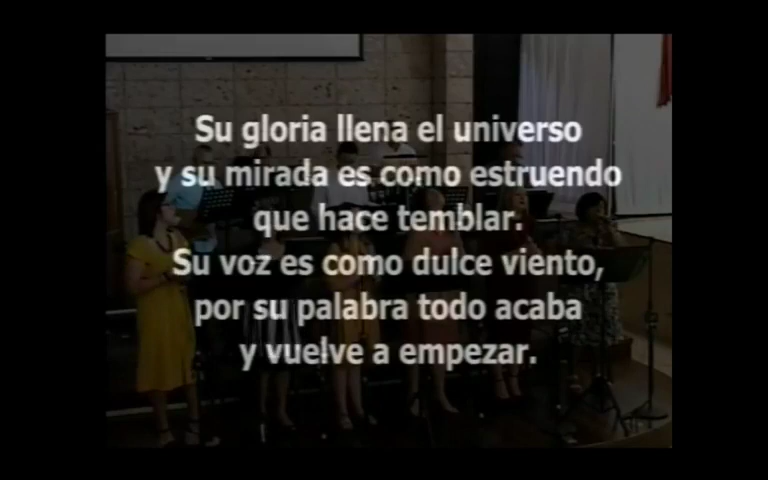 Su gloria llena el universo
y su mirada es como estruendo
que hace temblar.
Su voz es como dulce viento,
por su palabra todo acaba
y vuelve a empezar.